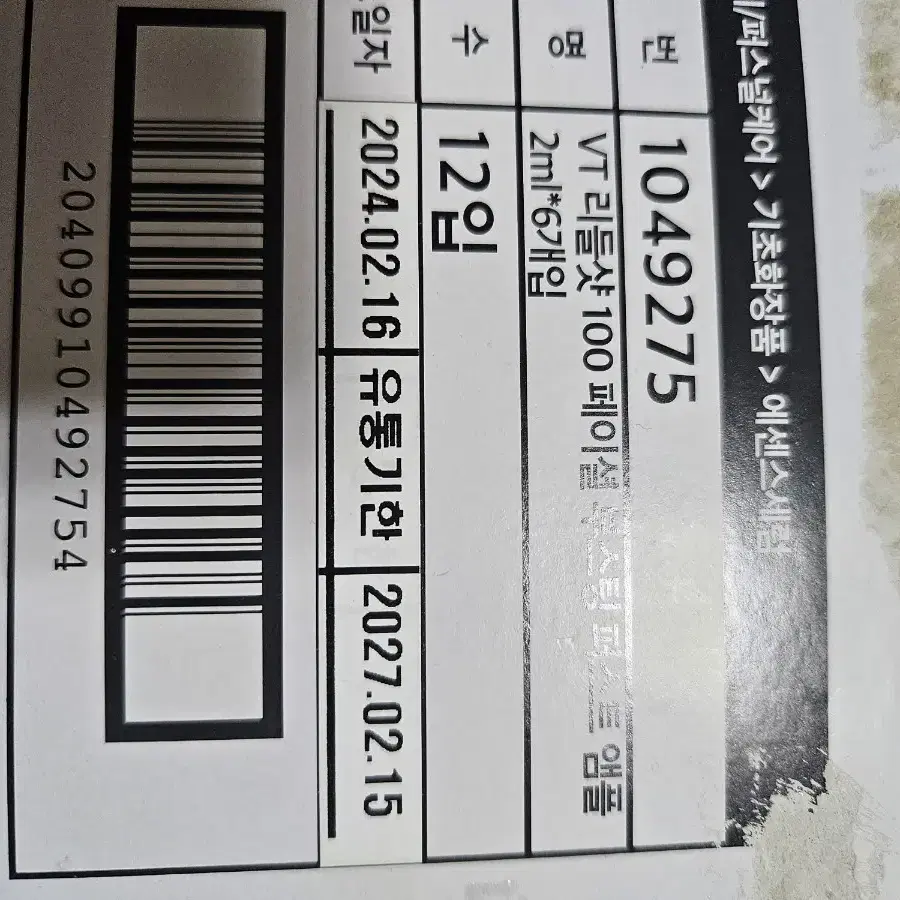 /퍼스널케어 > 기초화장품 > 에센스세럼
번 1049275
명 VT 리들샷 100 페이셜 부스팅 퍼스트 앰플
2ml*6개입
수 12입
일자 2024.02.16 유통기한 2027.02.15
20409910492754